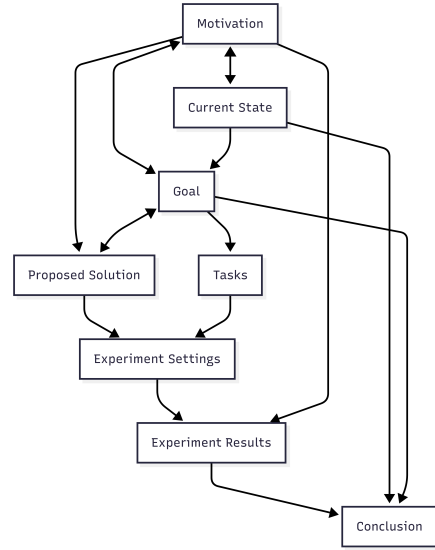 Motivation
Current State
Goal
Proposed Solution
Tasks
Experiment Settings
Experiment Results
Conclusion